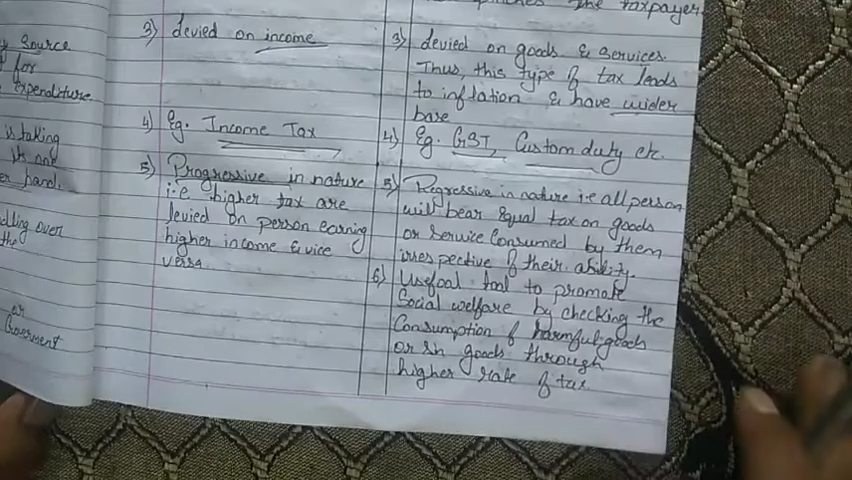 Source
for
expenditure.
is taking
its one
hand.
over
the
or
Goverment
3) Levied on income
4) Eg. Income Tax
5) Progressive in nature
i.e higher tax are
levied on person earning
higher income & vice
versa
the taxpayer.
3) Levied on goods & services.
Thus, this type of tax leads
to inflation & have wider
base
4) Eg. GST, Custom duty etc.
5) Regressive in nature i.e all person
will bear equal tax on goods
or service consumed by them
irrespective of their ability.
6) Usefool tool to promote
Social welfare by checking the
Consumption of harmful goods
or sin goods through
higher rate of tax